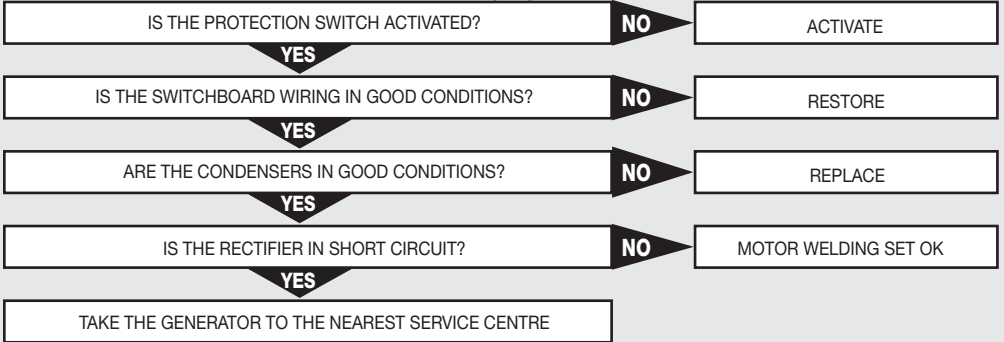 IS THE PROTECTION SWITCH ACTIVATED?
NO
ACTIVATE
YES
IS THE SWITCHBOARD WIRING IN GOOD CONDITIONS?
NO
RESTORE
YES
ARE THE CONDENSERS IN GOOD CONDITIONS?
NO
REPLACE
YES
IS THE RECTIFIER IN SHORT CIRCUIT?
NO
MOTOR WELDING SET OK
YES
TAKE THE GENERATOR TO THE NEAREST SERVICE CENTRE